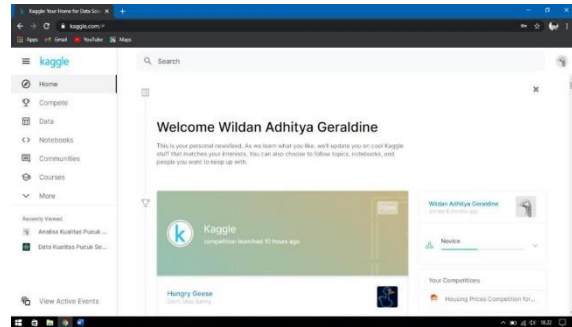 Kaggle: Your Home for Data Scie
kaggle.com
Apps
Gmail
YouTube
Maps
kaggle
Search
Home
Compete
Data
Notebooks
Communities
Courses
More
Recently Viewed
Analisa Kualitas Pucuk ...
Data Kualitas Pucuk Se...
View Active Events
Welcome Wildan Adhitya Geraldine
This is your personal newsfeed. As we learn what you like, we'll update you on cool Kaggle
stuff that matches your interests. You can also choose to follow topics, notebooks, and
people you want to keep up with.
k
Kaggle
competition launched 10 hours ago
Hungry Geese
Don't Stop Eating
Wildan Adhitya Geraldine
Novice
Your Competitions
Housing Prices Competition for...